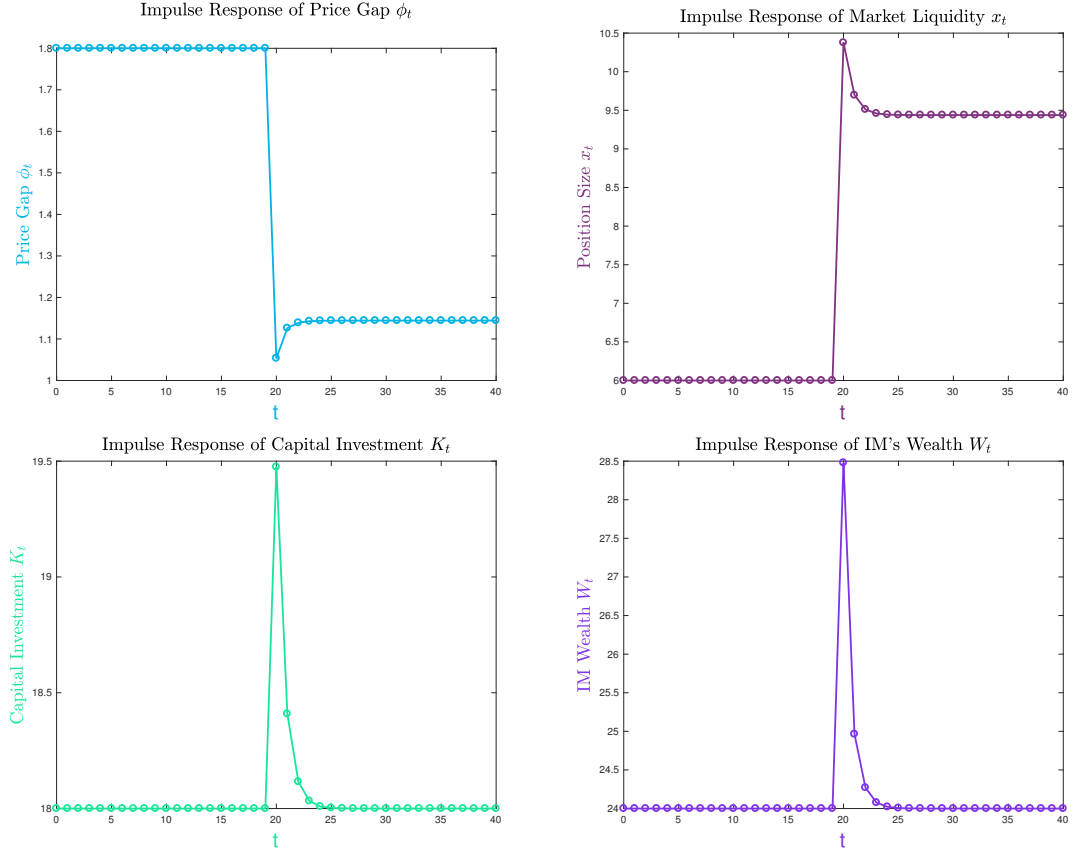 Impulse Response of Price Gap ϕₜ
Price Gap ϕₜ
1.8
1.7
1.6
1.5
1.4
1.3
1.2
1.1
1
0 5 10 15 20 25 30 35 40
t
Impulse Response of Market Liquidity xₜ
Position Size xₜ
10.5
10
9.5
9
8.5
8
7.5
7
6.5
6
0 5 10 15 20 25 30 35 40
t
Impulse Response of Capital Investment Kₜ
Capital Investment Kₜ
19.5
19
18.5
18
0 5 10 15 20 25 30 35 40
t
Impulse Response of IM's Wealth Wₜ
IM Wealth Wₜ
28.5
28
27.5
27
26.5
26
25.5
25
24.5
24
0 5 10 15 20 25 30 35 40
t